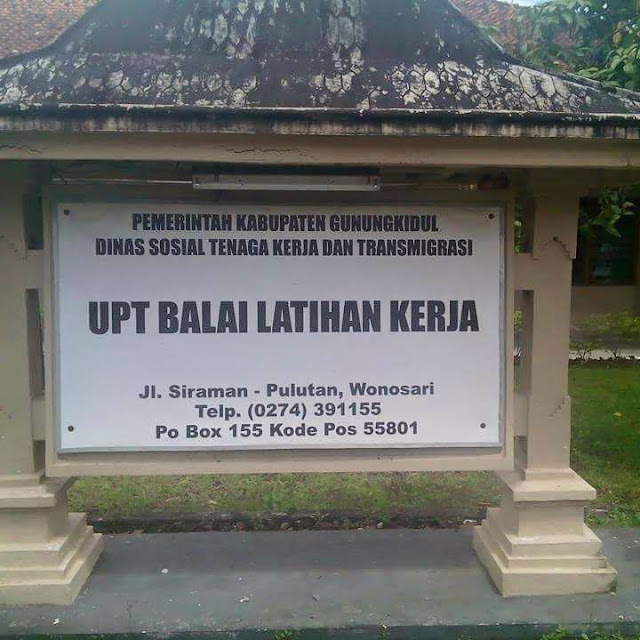 PEMERINTAH KABUPATEN GUNUNGKIDUL
DINAS SOSIAL TENAGA KERJA DAN TRANSMIGRASI
UPT BALAI LATIHAN KERJA
Jl. Siraman - Pulutan, Wonosari
Telp. (0274) 391155
Po Box 155 Kode Pos 55801